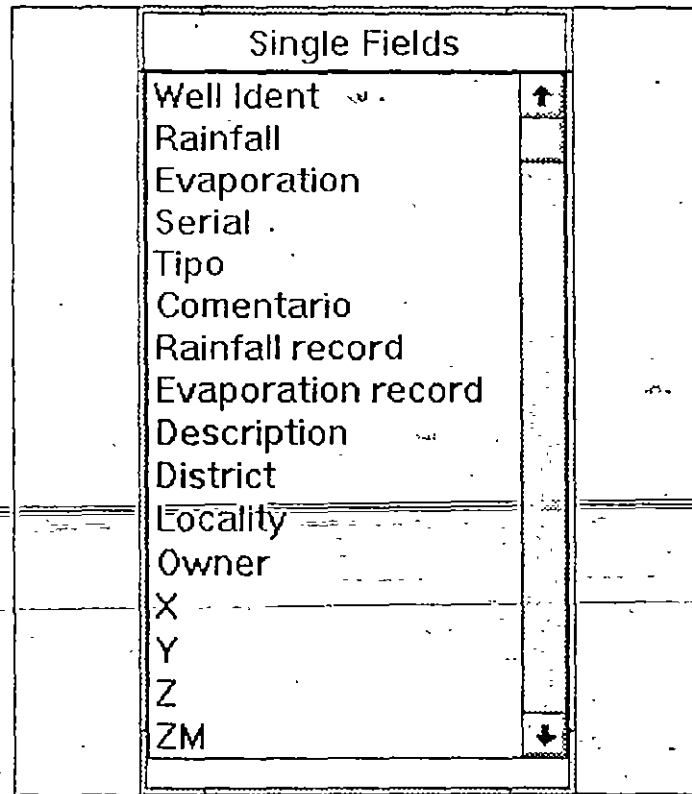 Single Fields
Well Ident
Rainfall
Evaporation
Serial
Tipo
Comentario
Rainfall record
Evaporation record
Description
District
Locality
Owner
X
Y
Z
ZM